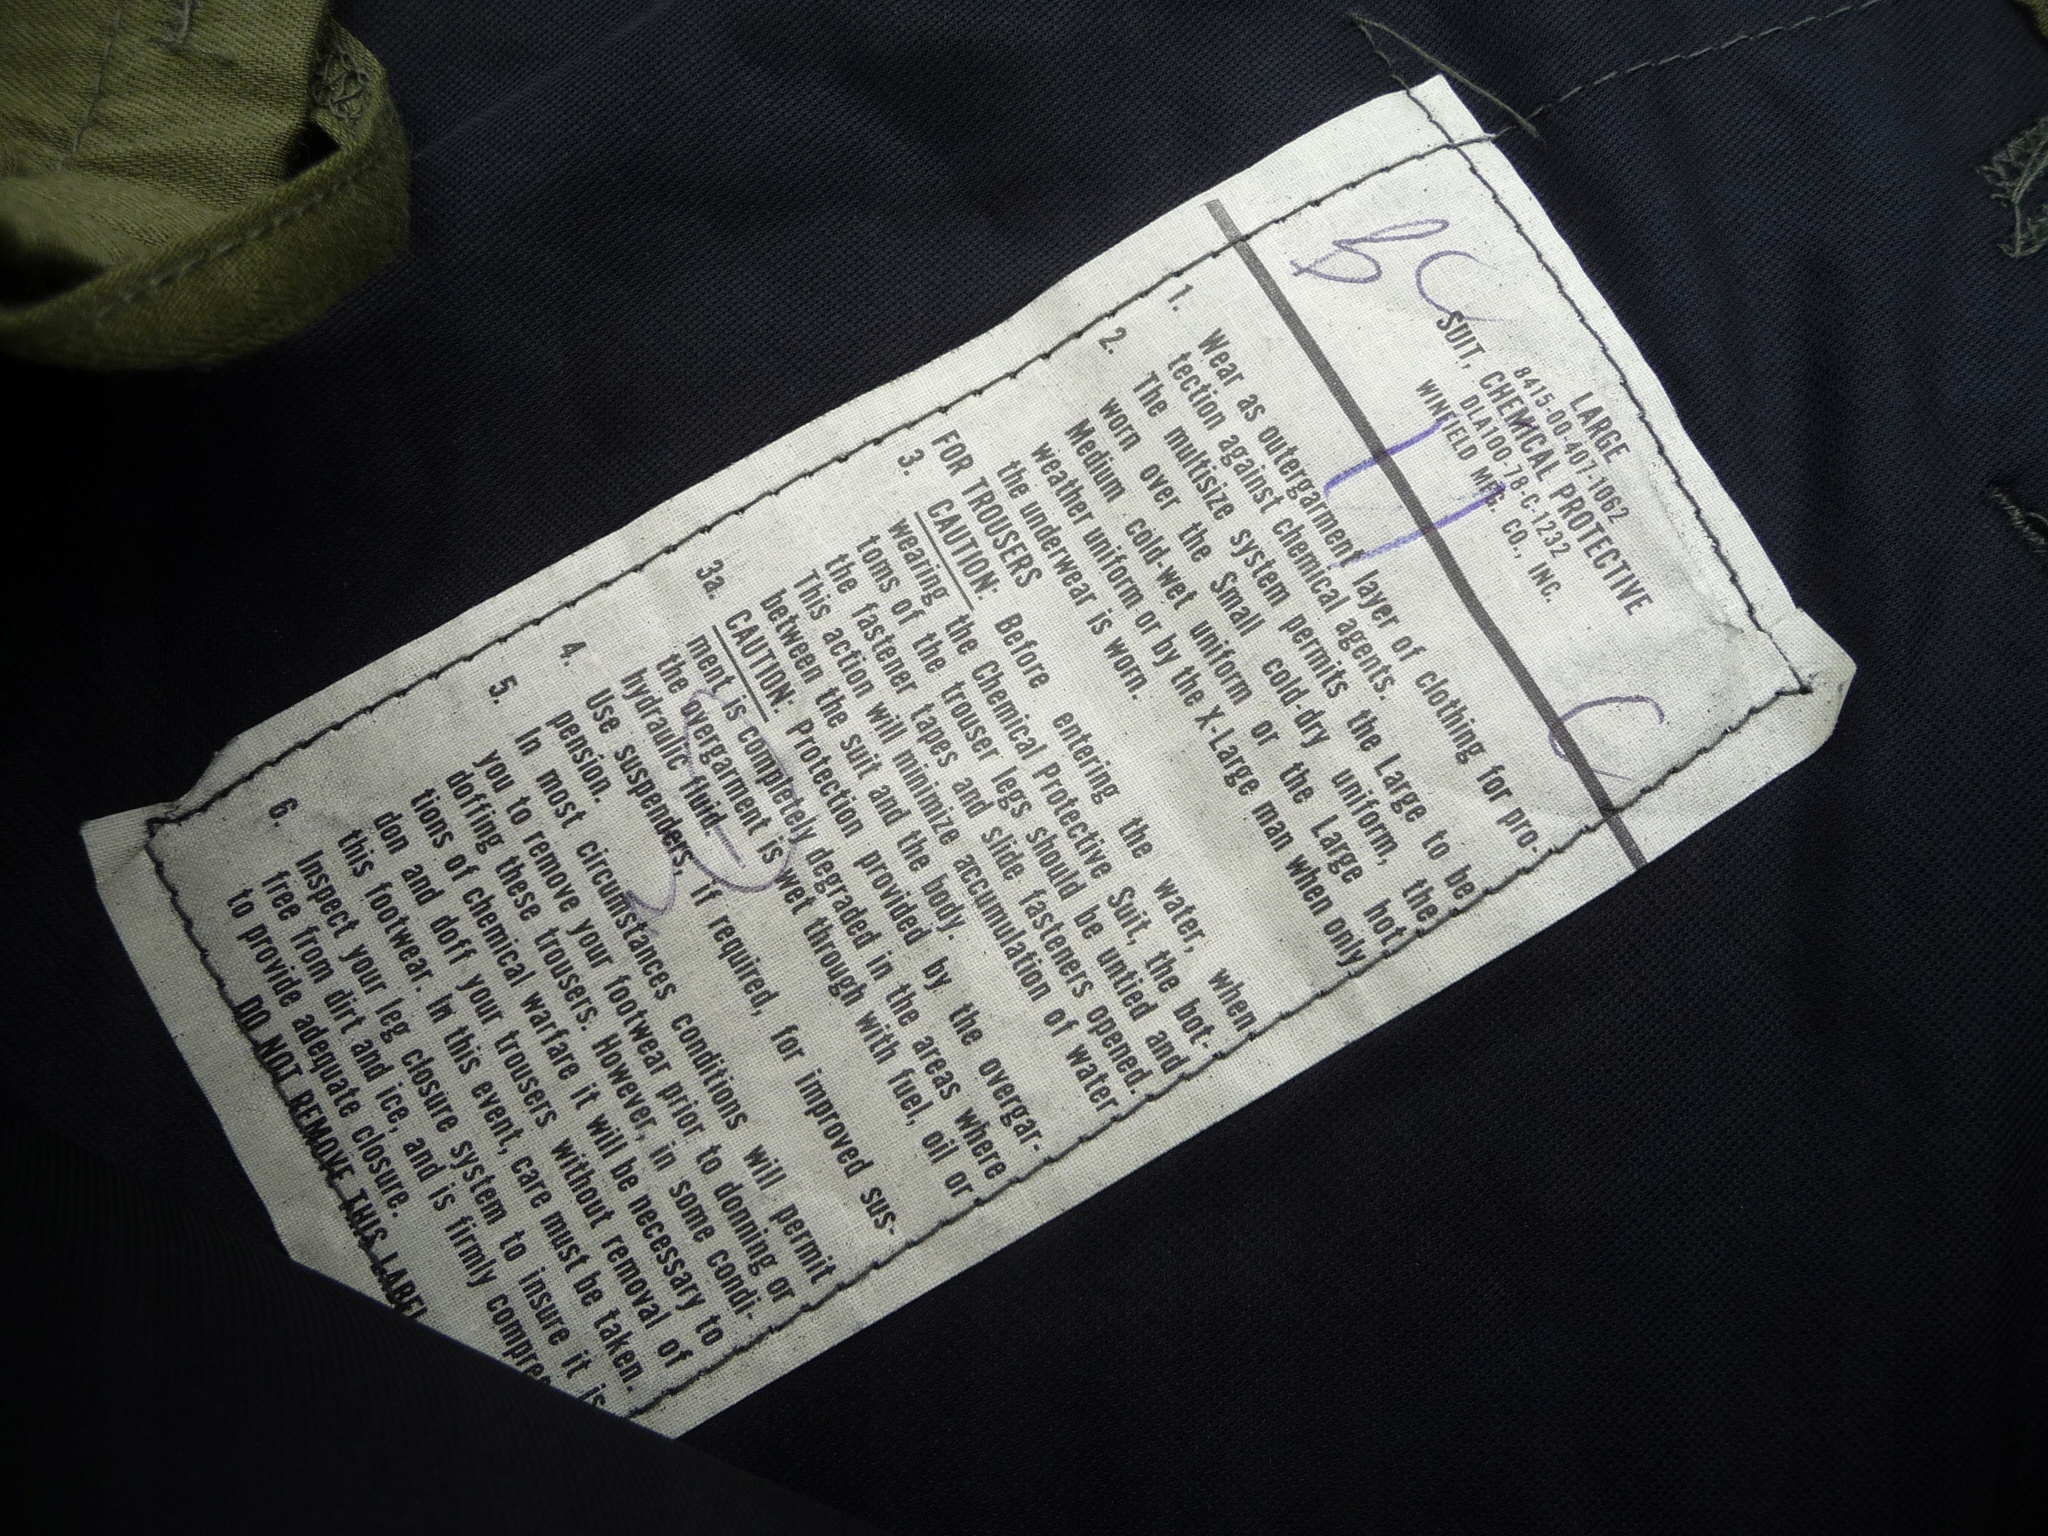 LARGE
8415-00-407-1062
SUIT, CHEMICAL PROTECTIVE
DLA100-78-C-1232
WINFIELD MFG. CO., INC.
1. Wear as outergarment layer of clothing for pro-
tection against chemical agents.
2. The multisize system permits the Large to be
worn over the Small cold-dry uniform, the
Medium cold-wet uniform or the Large hot
weather uniform or by the X-Large man when only
the underwear is worn.
FOR TROUSERS
3. CAUTION: Before entering the water, when
wearing the Chemical Protective Suit, the bot-
toms of the trouser legs should be untied and
the fastener tapes and slide fasteners opened.
This action will minimize accumulation of water
between the suit and the body.
3a. CAUTION: Protection provided by the overgar-
ment is completely degraded in the areas where
the overgarment is wet through with fuel, oil or
hydraulic fluid.
4. Use suspenders, if required, for improved sus-
pension.
5. In most circumstances conditions will permit
you to remove your footwear prior to donning or
doffing these trousers. However, in some condi-
tions of chemical warfare it will be necessary to
don and doff your trousers without removal of
this footwear. In this event, care must be taken.
6. Inspect your leg closure system to insure it is
free from dirt and ice, and is firmly compres
to provide adequate closure.
DO NOT REMOVE THIS LABEL